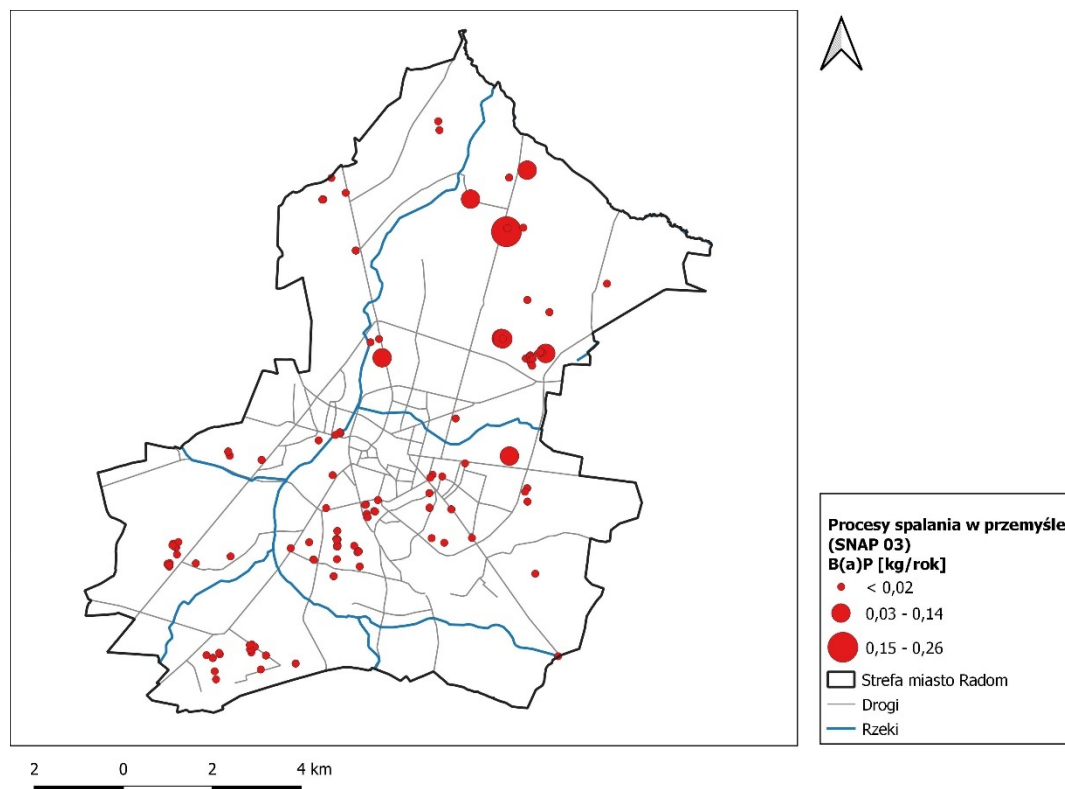 Procesy spalania w przemyśle
(SNAP 03)
B(a)P [kg/rok]
< 0,02
0,03 - 0,14
0,15 - 0,26
Strefa miasto Radom
Drogi
Rzeki
2 0 2 4 km